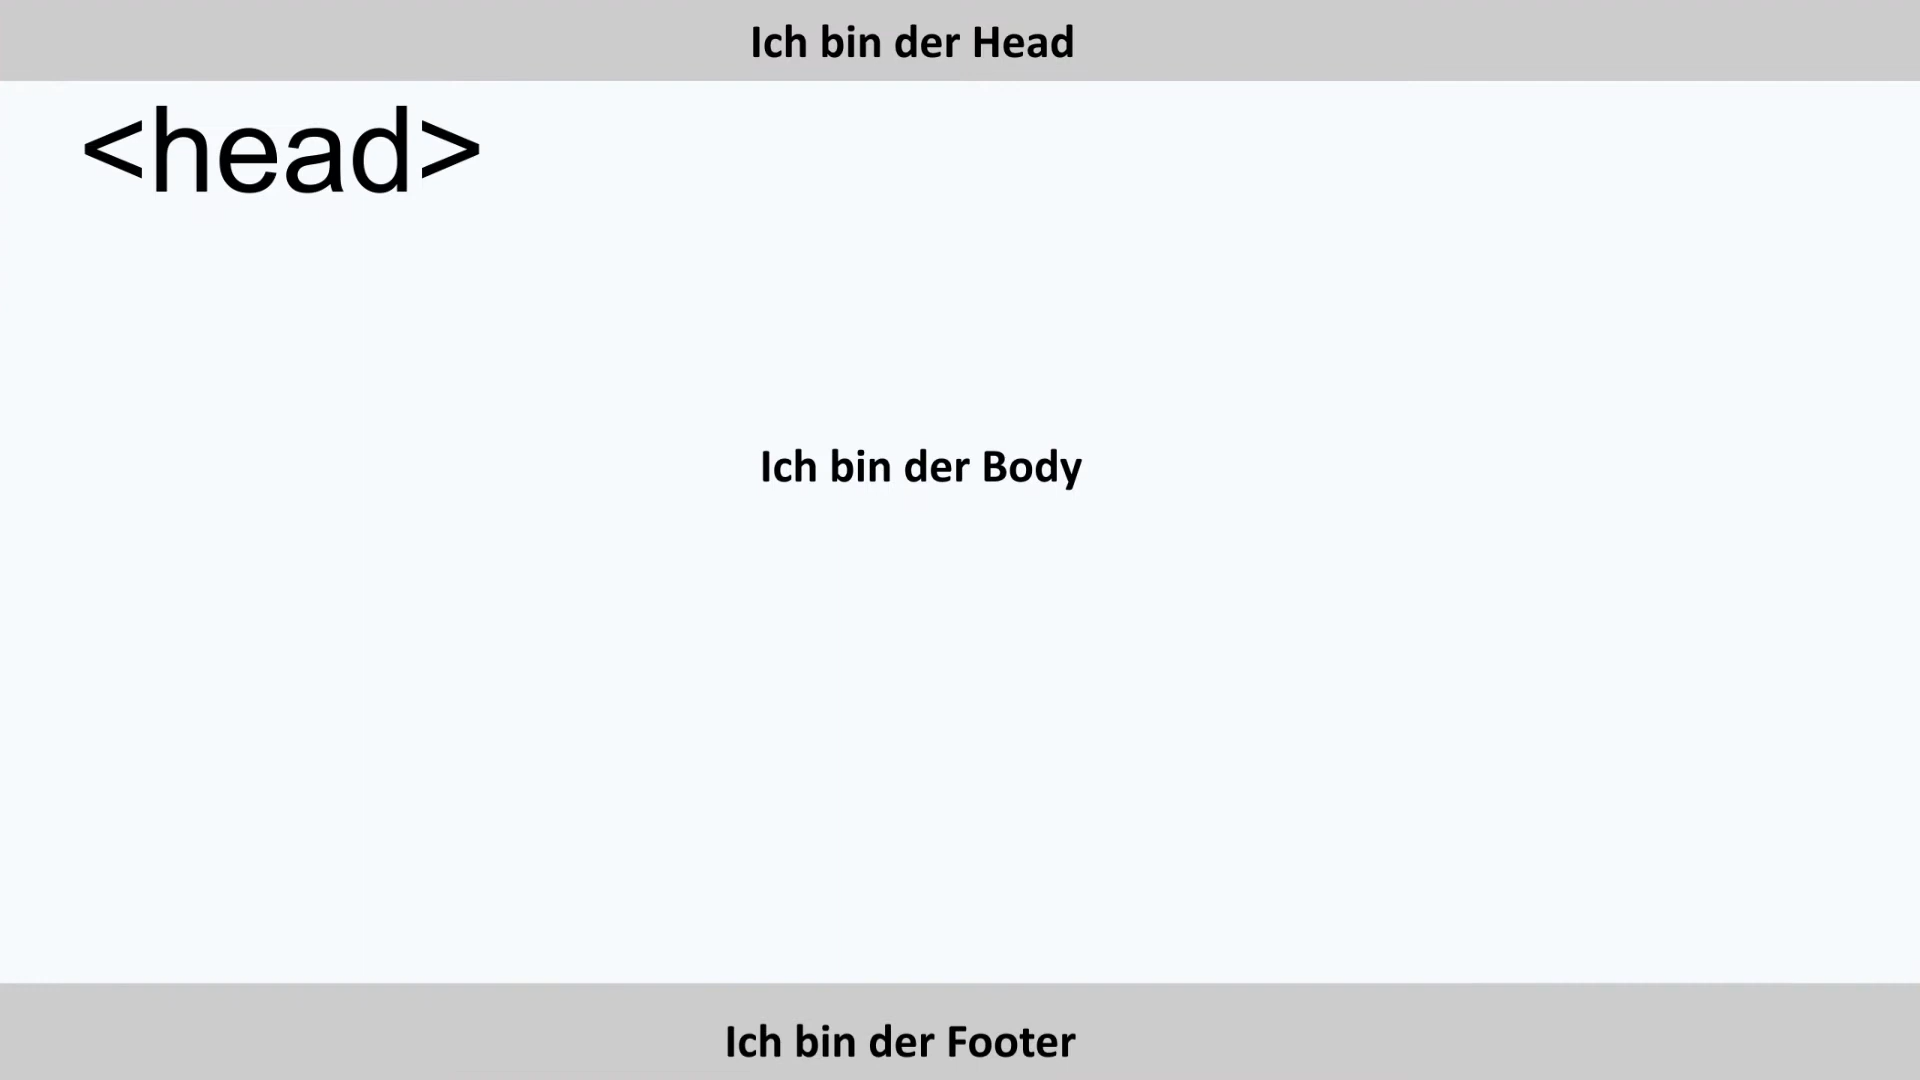 Ich bin der Head
<head>
Ich bin der Body
Ich bin der Footer